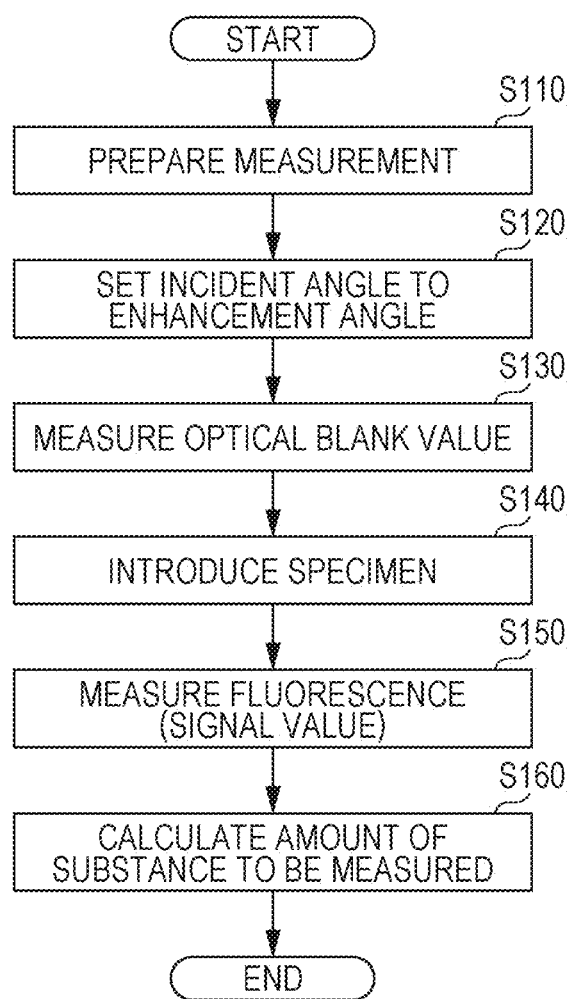 START
S110
PREPARE MEASUREMENT
S120
SET INCIDENT ANGLE TO
ENHANCEMENT ANGLE
S130
MEASURE OPTICAL BLANK VALUE
S140
INTRODUCE SPECIMEN
S150
MEASURE FLUORESCENCE
(SIGNAL VALUE)
S160
CALCULATE AMOUNT OF
SUBSTANCE TO BE MEASURED
END